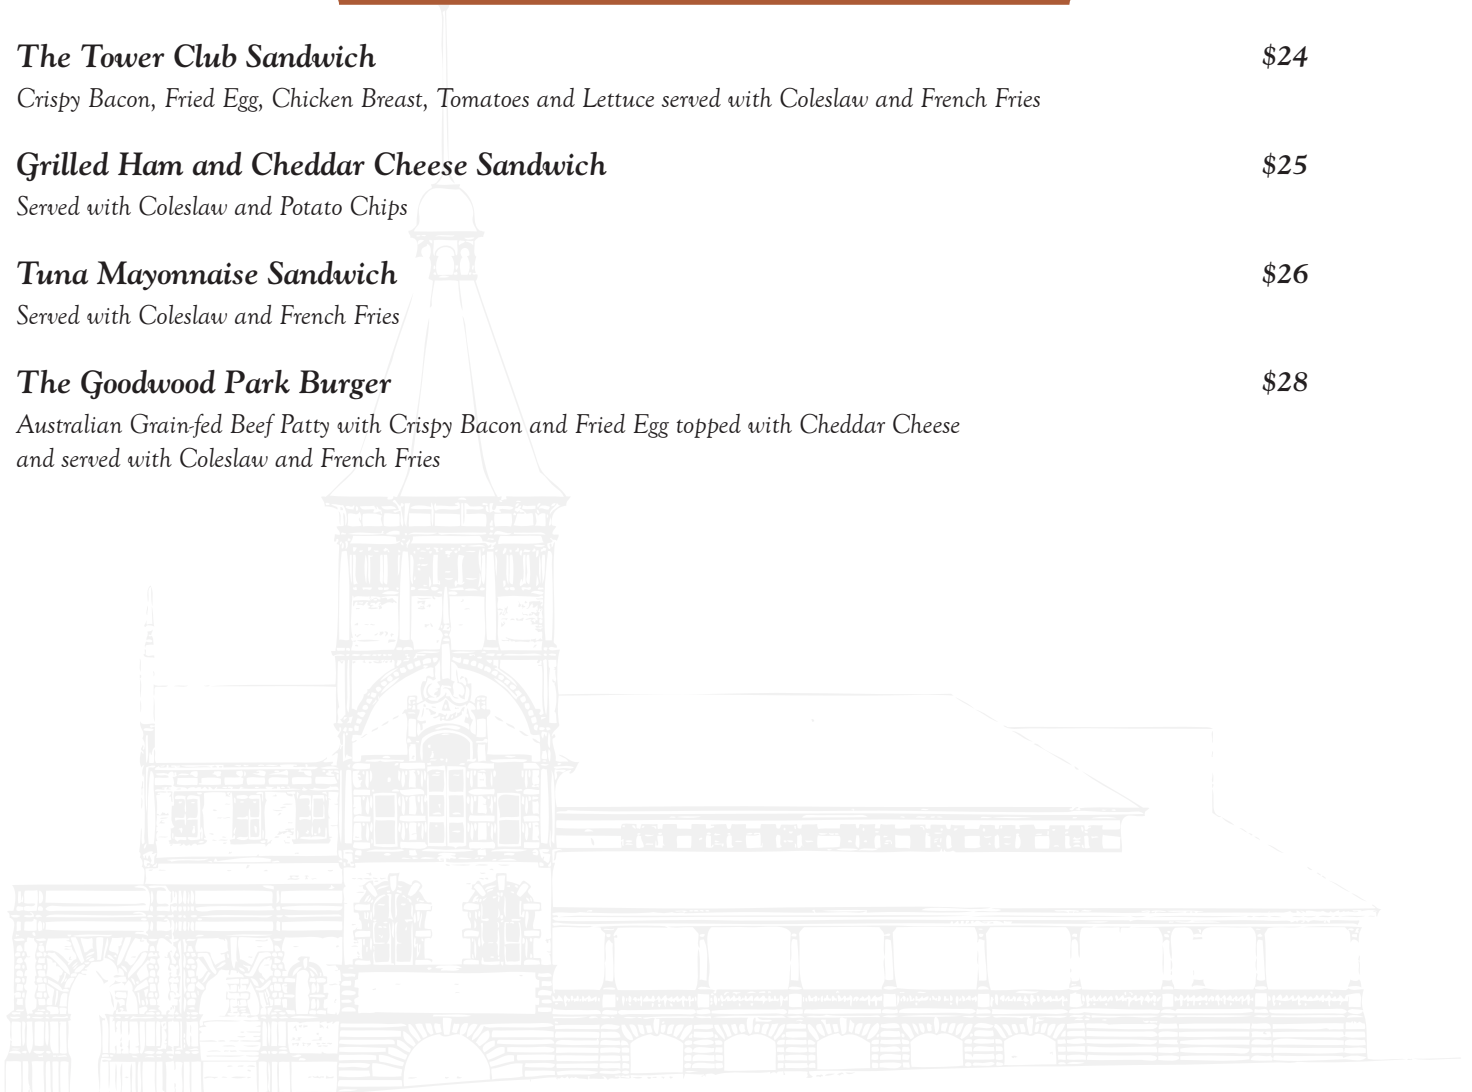 The Tower Club Sandwich $24
Crispy Bacon, Fried Egg, Chicken Breast, Tomatoes and Lettuce served with Coleslaw and French Fries
Grilled Ham and Cheddar Cheese Sandwich $25
Served with Coleslaw and Potato Chips
Tuna Mayonnaise Sandwich $26
Served with Coleslaw and French Fries
The Goodwood Park Burger $28
Australian Grain-fed Beef Patty with Crispy Bacon and Fried Egg topped with Cheddar Cheese
and served with Coleslaw and French Fries